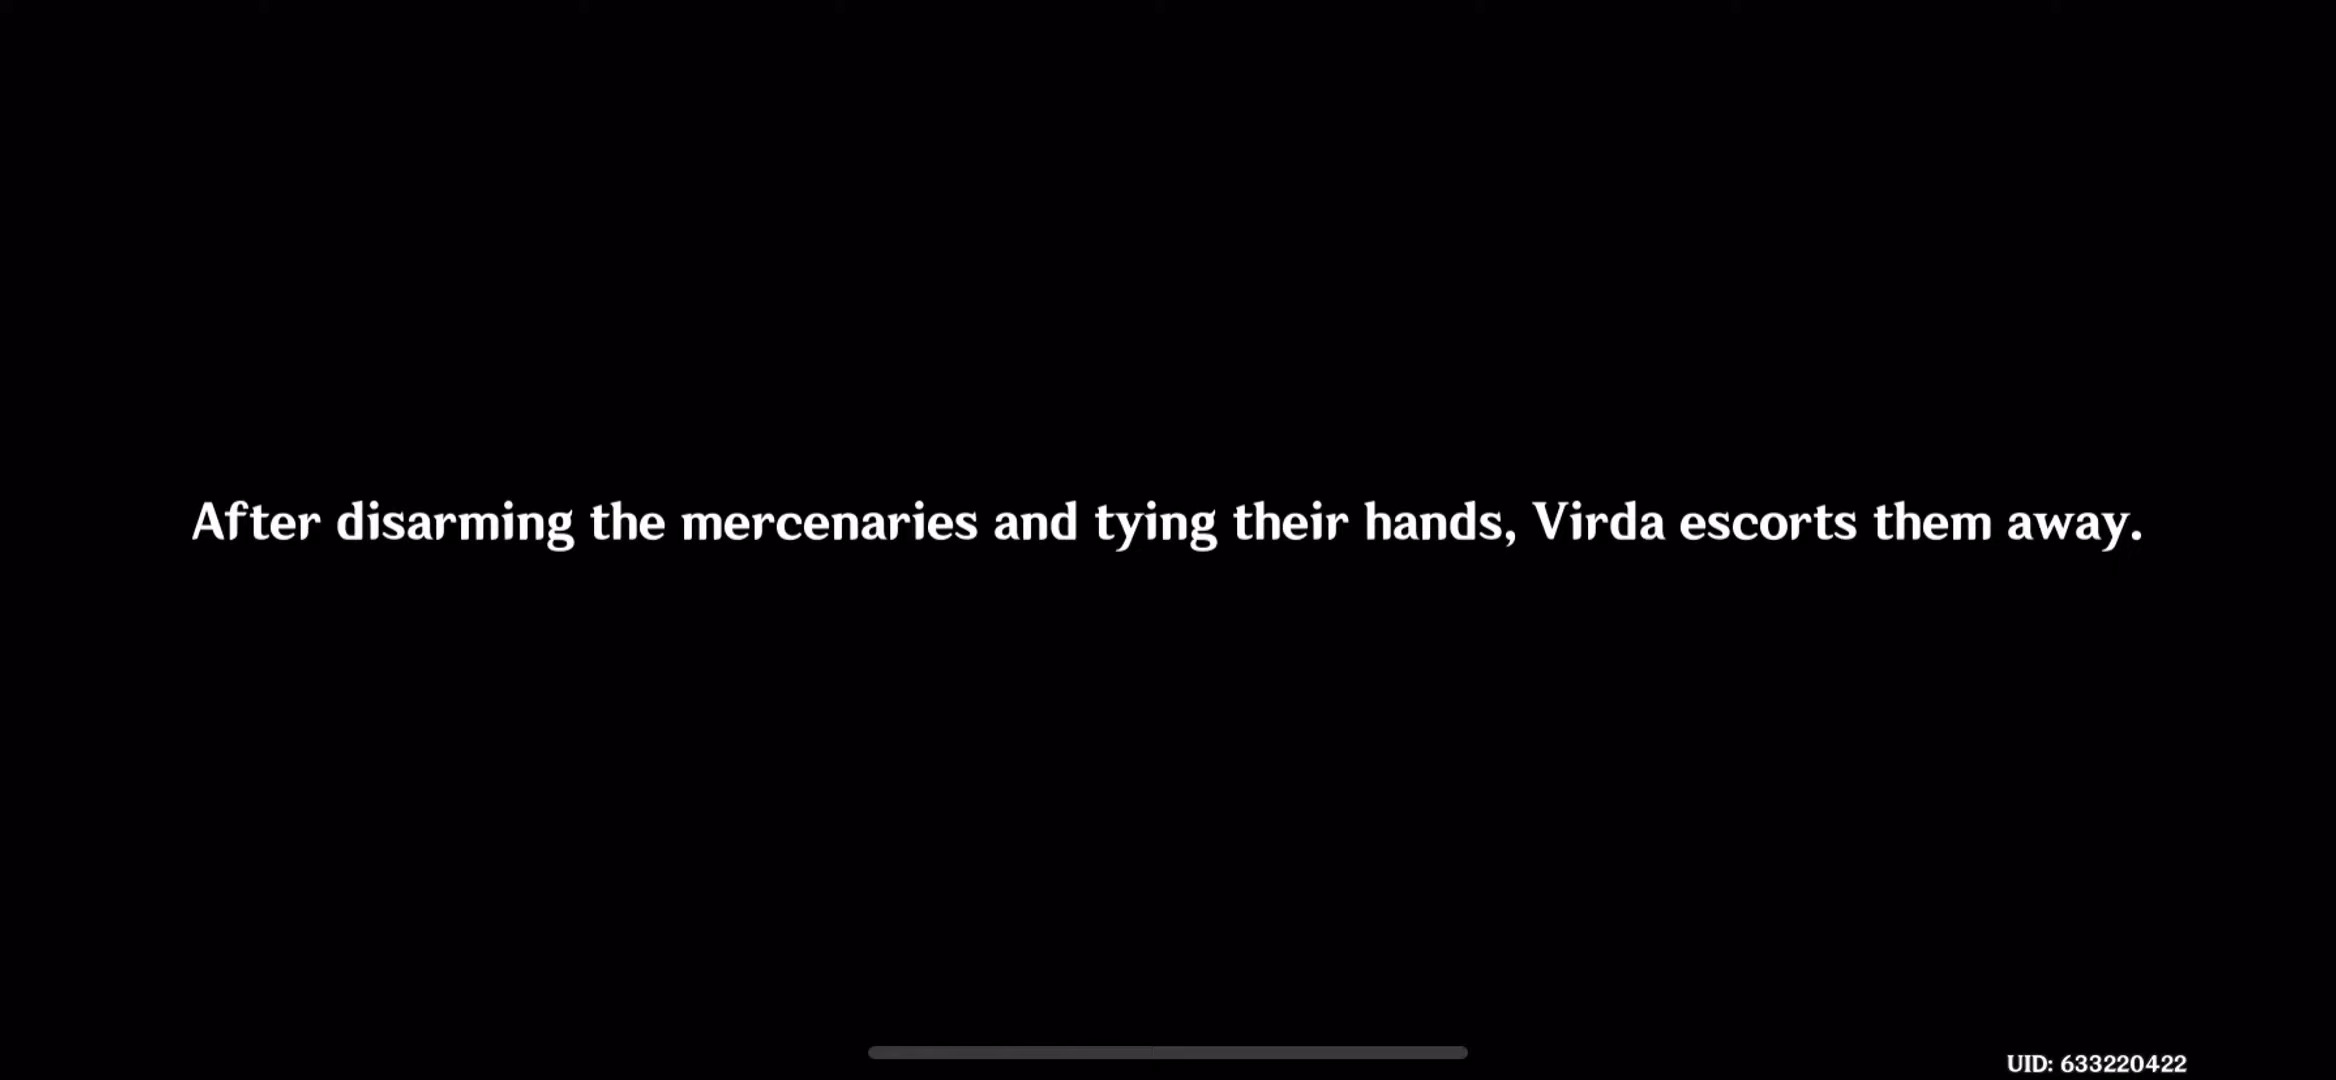 After disarming the mercenaries and tying their hands, Virda escorts them away.
UID: 633220422